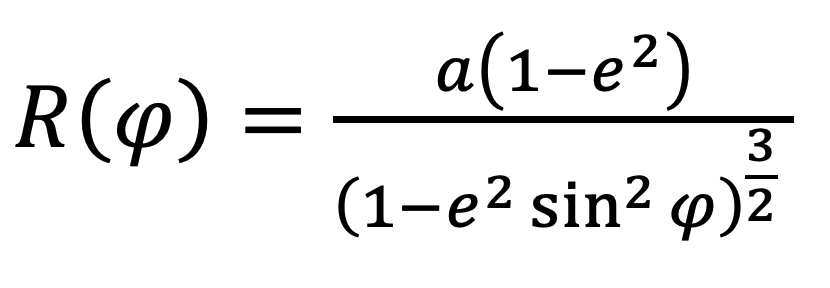 R(φ) = a(1−e²) / (1−e² sin² φ)^(3/2)